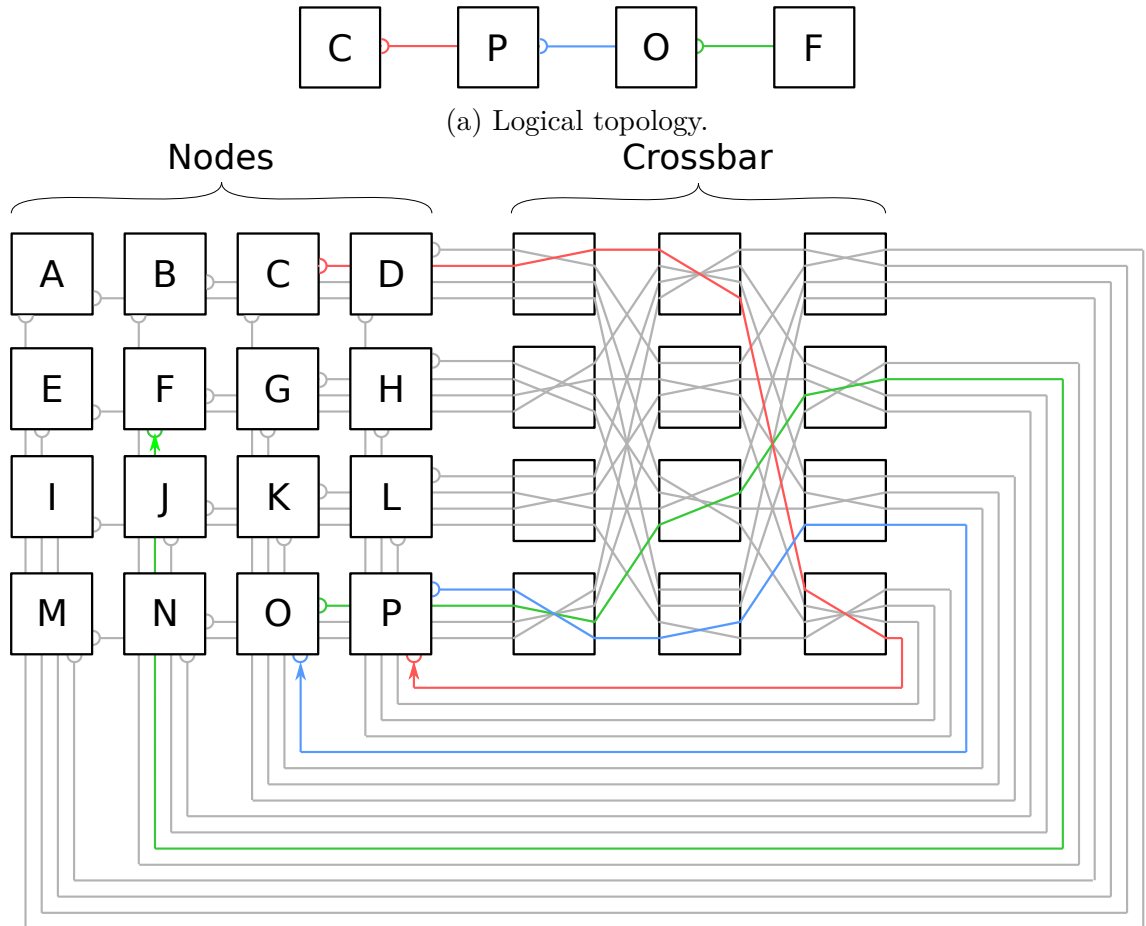 C P O F
(a) Logical topology.
Nodes Crossbar
A B C D
E F G H
I J K L
M N O P